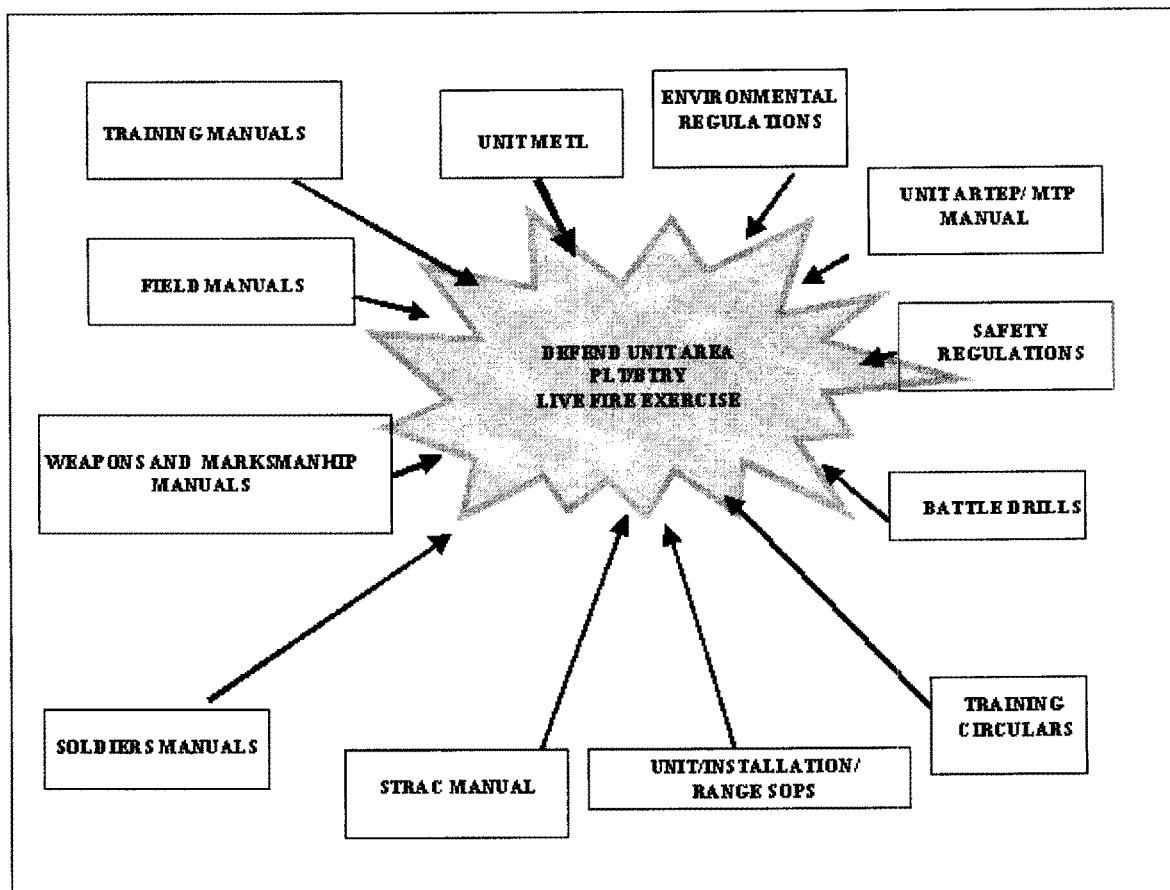 TRAINING MANUALS
UNIT METL
ENVIRONMENTAL
REGULATIONS
UNIT ARTEP/ MTP
MANUAL
FIELD MANUALS
SAFETY
REGULATIONS
DEFEND UNIT AREA
PLT/BTRY
LIVE FIRE EXERCISE
WEAPONS AND MARKSMANHIP
MANUALS
BATTLE DRILLS
SOLDIERS MANUALS
STRAC MANUAL
UNIT/INSTALLATION/
RANGE SOPS
TRAINING
CIRCULARS